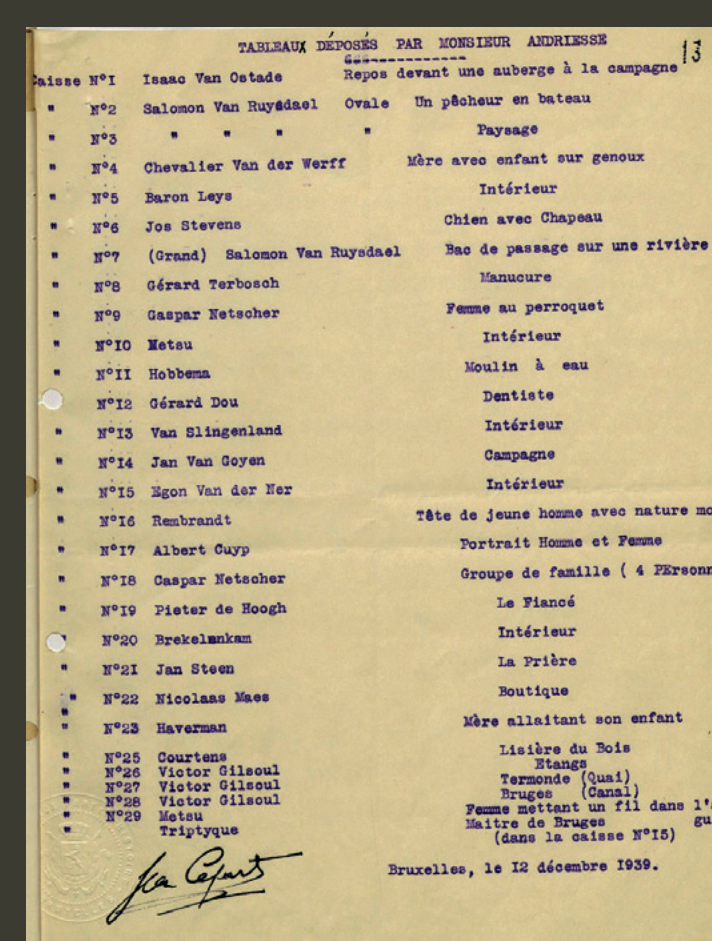 TABLEAUX DÉPOSÉS PAR MONSIEUR ANDRIESSE
13
Caisse N°I Isaac Van Ostade Repos devant une auberge à la campagne
" N°2 Salomon Van Ruysdael Ovale Un pêcheur en bateau
" N°3 " " " " Paysage
" N°4 Chevalier Van der Werff Mère avec enfant sur genoux
" N°5 Baron Leys Intérieur
" N°6 Jos Stevens Chien avec Chapeau
" N°7 (Grand) Salomon Van Ruysdael Bac de passage sur une rivière
" N°8 Gérard Terbosch Manucure
" N°9 Gaspar Netscher Femme au perroquet
" N°IO Metsu Intérieur
" N°II Hobbema Moulin à eau
N°I2 Gérard Dou Dentiste
" N°I3 Van Slingenland Intérieur
" N°I4 Jan Van Goyen Campagne
" N°I5 Egon Van der Ner Intérieur
" N°I6 Rembrandt Tête de jeune homme avec nature mo
" N°I7 Albert Cuyp Portrait Homme et Femme
" N°I8 Caspar Netscher Groupe de famille ( 4 PErsonn
" N°I9 Pieter de Hoogh Le Fiancé
" N°20 Brekelenkam Intérieur
" N°2I Jan Steen La Prière
" N°22 Nicolaas Maes Boutique
" N°23 Haverman Mère allaitant son enfant
" N°25 Courtens Lisière du Bois
" N°26 Victor Gilsoul Etangs
" N°27 Victor Gilsoul Termonde (Quai)
" N°28 Victor Gilsoul Bruges (Canal)
" N°29 Metsu Femme mettant un fil dans l'
" Triptyque Maitre de Bruges gu
(dans la caisse N°I5)
Bruxelles, le I2 décembre I939.